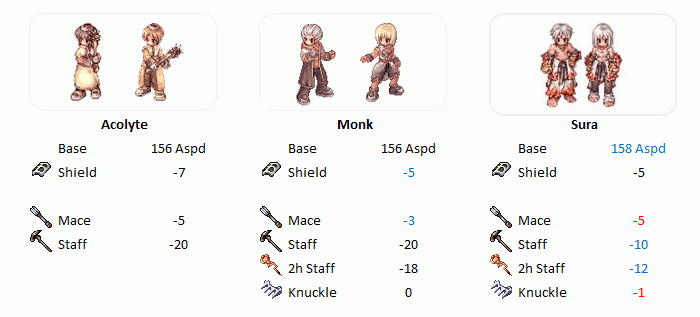 Acolyte
Base 156 Aspd
Shield -7
Mace -5
Staff -20
Monk
Base 156 Aspd
Shield -5
Mace -3
Staff -20
2h Staff -18
Knuckle 0
Sura
Base 158 Aspd
Shield -5
Mace -5
Staff -10
2h Staff -12
Knuckle -1